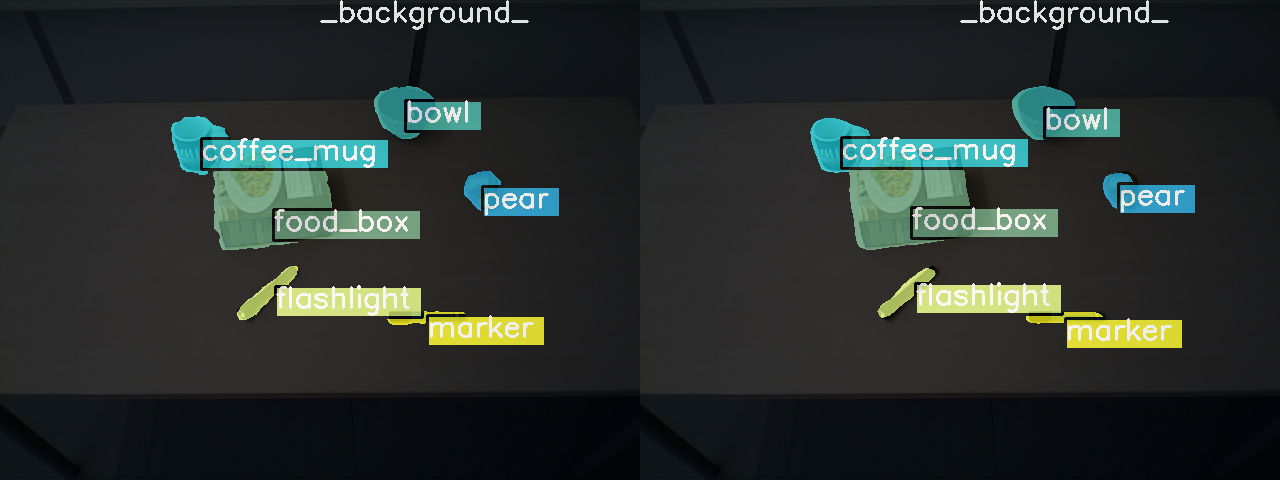 _background_
bowl
coffee_mug
pear
food_box
flashlight
marker
_background_
bowl
coffee_mug
pear
food_box
flashlight
marker